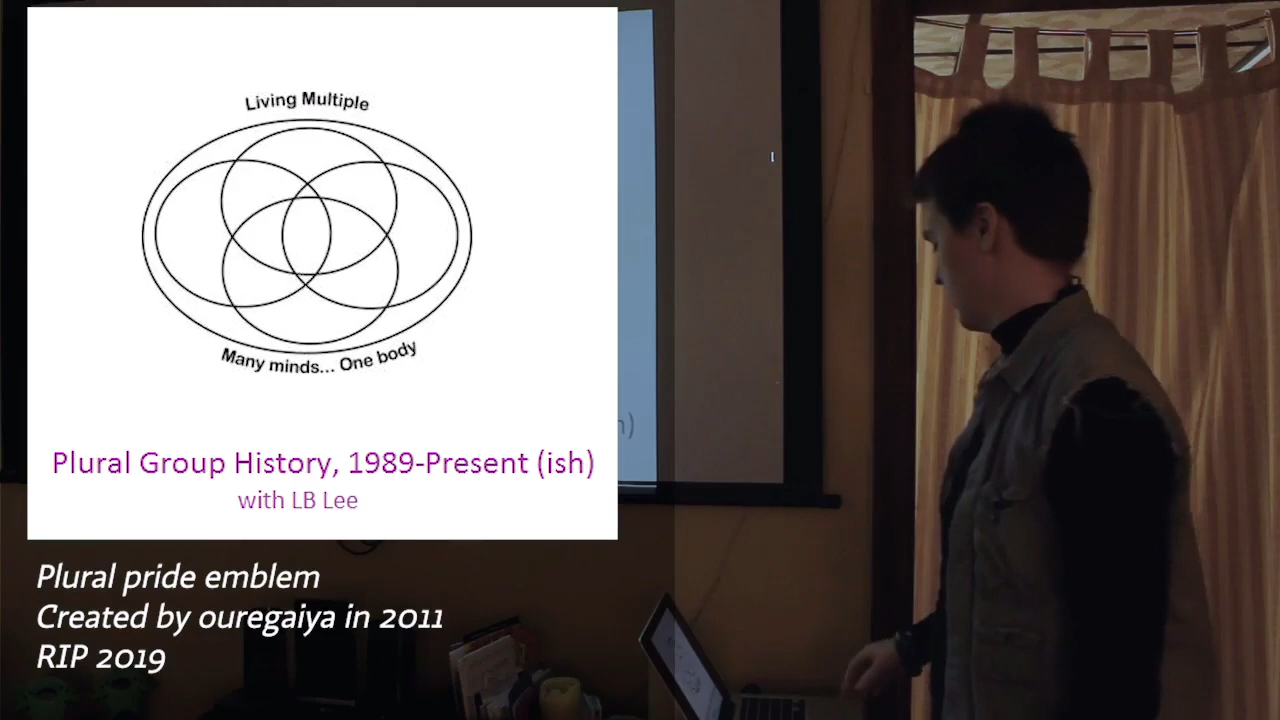 Living Multiple
Many minds... One body
Plural Group History, 1989-Present (ish)
with LB Lee
h)
Plural pride emblem
Created by ouregaiya in 2011
RIP 2019